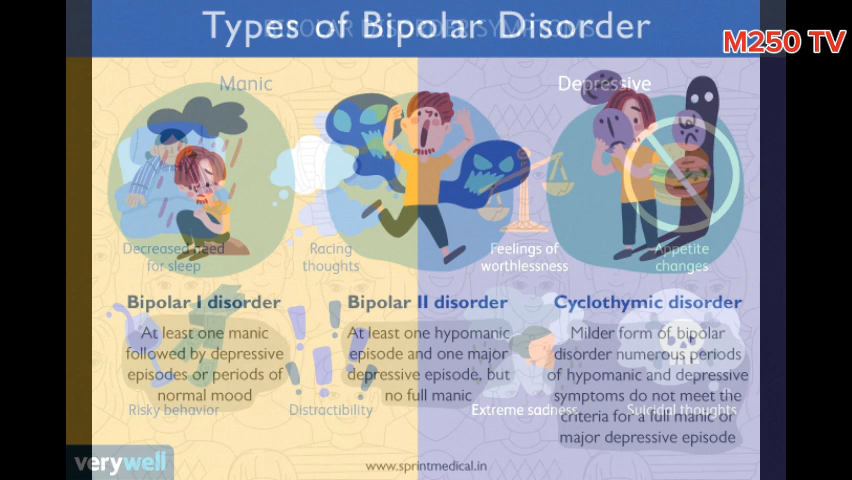 Types of Bipolar Disorder
BIPOLAR DISORDER SYMPTOMS
M250 TV
Manic
Depressive
Decreased need
for sleep
Racing
thoughts
Feelings of
worthlessness
Appetite
changes
Bipolar I disorder
At least one manic
followed by depressive
episodes or periods of
normal mood
Bipolar II disorder
At least one hypomanic
episode and one major
depressive episode, but
no full manic
Cyclothymic disorder
Milder form of bipolar
disorder numerous periods
of hypomanic and depressive
symptoms do not meet the
criteria for a full manic or
major depressive episode
Risky behavior
Distractibility
Extreme sadness
Suicidal thoughts
verywell
www.sprintmedical.in